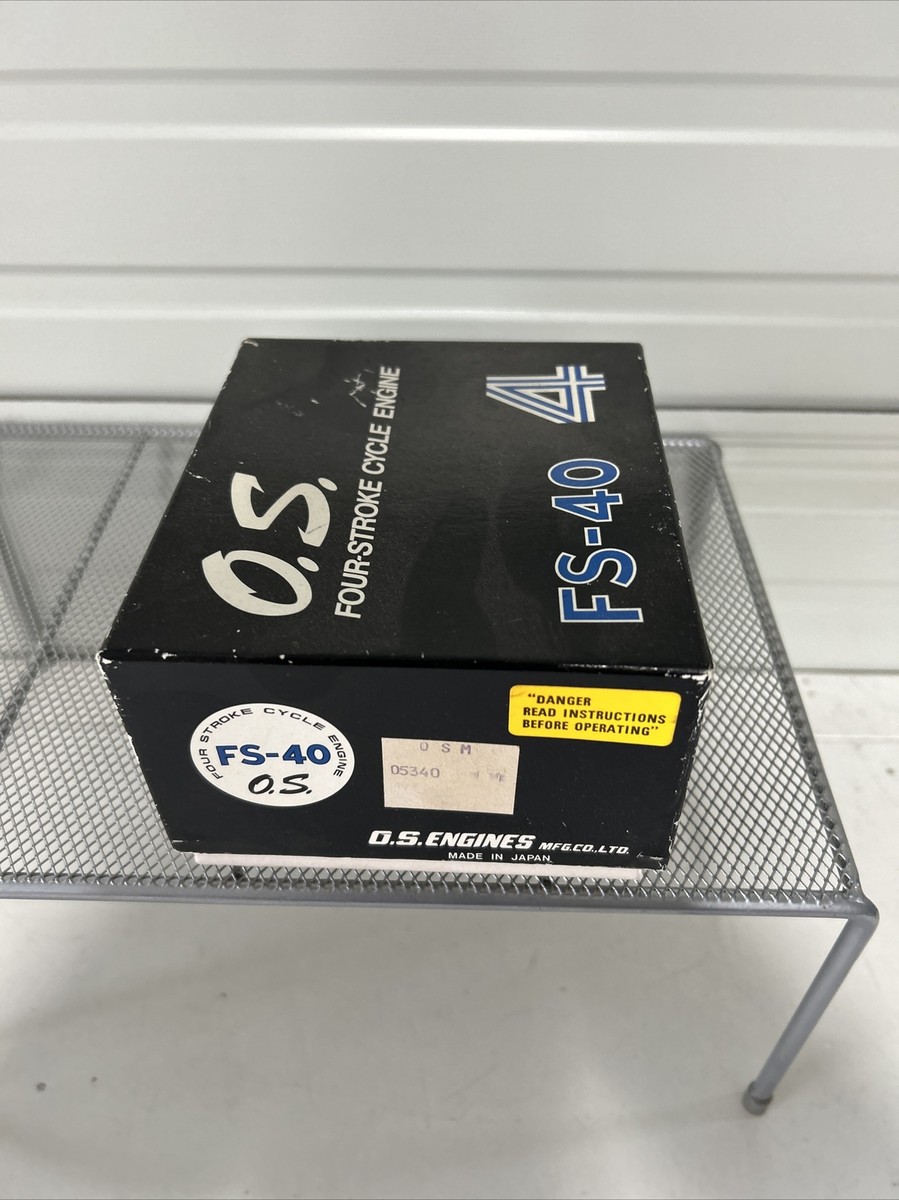 O.S.
FOUR-STROKE CYCLE ENGINE
FS-40 4
FOUR STROKE CYCLE ENGINE
FS-40
O.S.
"DANGER
READ INSTRUCTIONS
BEFORE OPERATING"
O S M
05340
O.S.ENGINES MFG.CO.,LTD.
MADE IN JAPAN